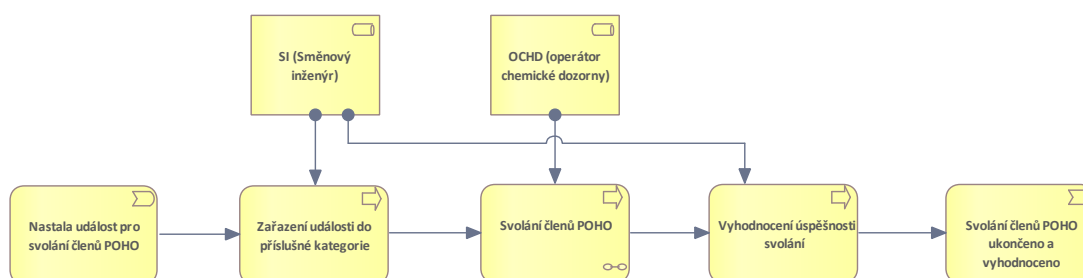 SI (Směnový
inženýr)
OCHD (operátor
chemické dozorny)
Nastala událost pro
svolání členů POHO
Zařazení události do
příslušné kategorie
Svolání členů POHO
Vyhodnocení úspěšnosti
svolání
Svolání členů POHO
ukončeno a
vyhodnoceno